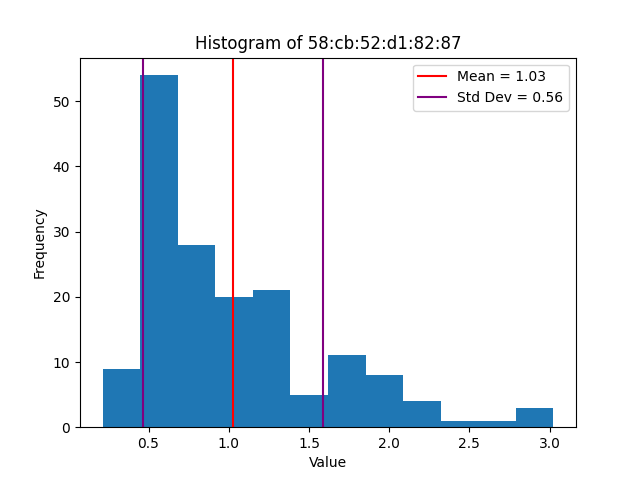 Histogram of 58:cb:52:d1:82:87
Mean = 1.03
Std Dev = 0.56
Frequency
50
40
30
20
10
0
0.5 1.0 1.5 2.0 2.5 3.0
Value